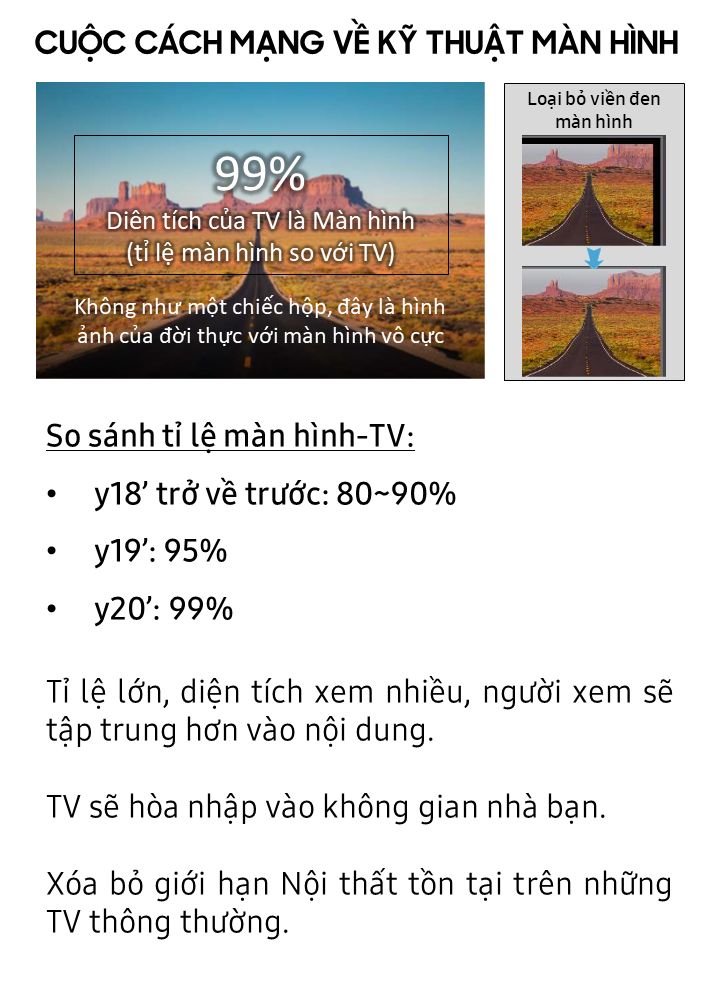 CUỘC CÁCH MẠNG VỀ KỸ THUẬT MÀN HÌNH
99%
Diên tích của TV là Màn hình
(tỉ lệ màn hình so với TV)
Không như một chiếc hộp, đây là hình
ảnh của đời thực với màn hình vô cực
Loại bỏ viền đen
màn hình
So sánh tỉ lệ màn hình-TV:
• y18’ trở về trước: 80~90%
• y19’: 95%
• y20’: 99%
Tỉ lệ lớn, diện tích xem nhiều, người xem sẽ
tập trung hơn vào nội dung.
TV sẽ hòa nhập vào không gian nhà bạn.
Xóa bỏ giới hạn Nội thất tồn tại trên những
TV thông thường.